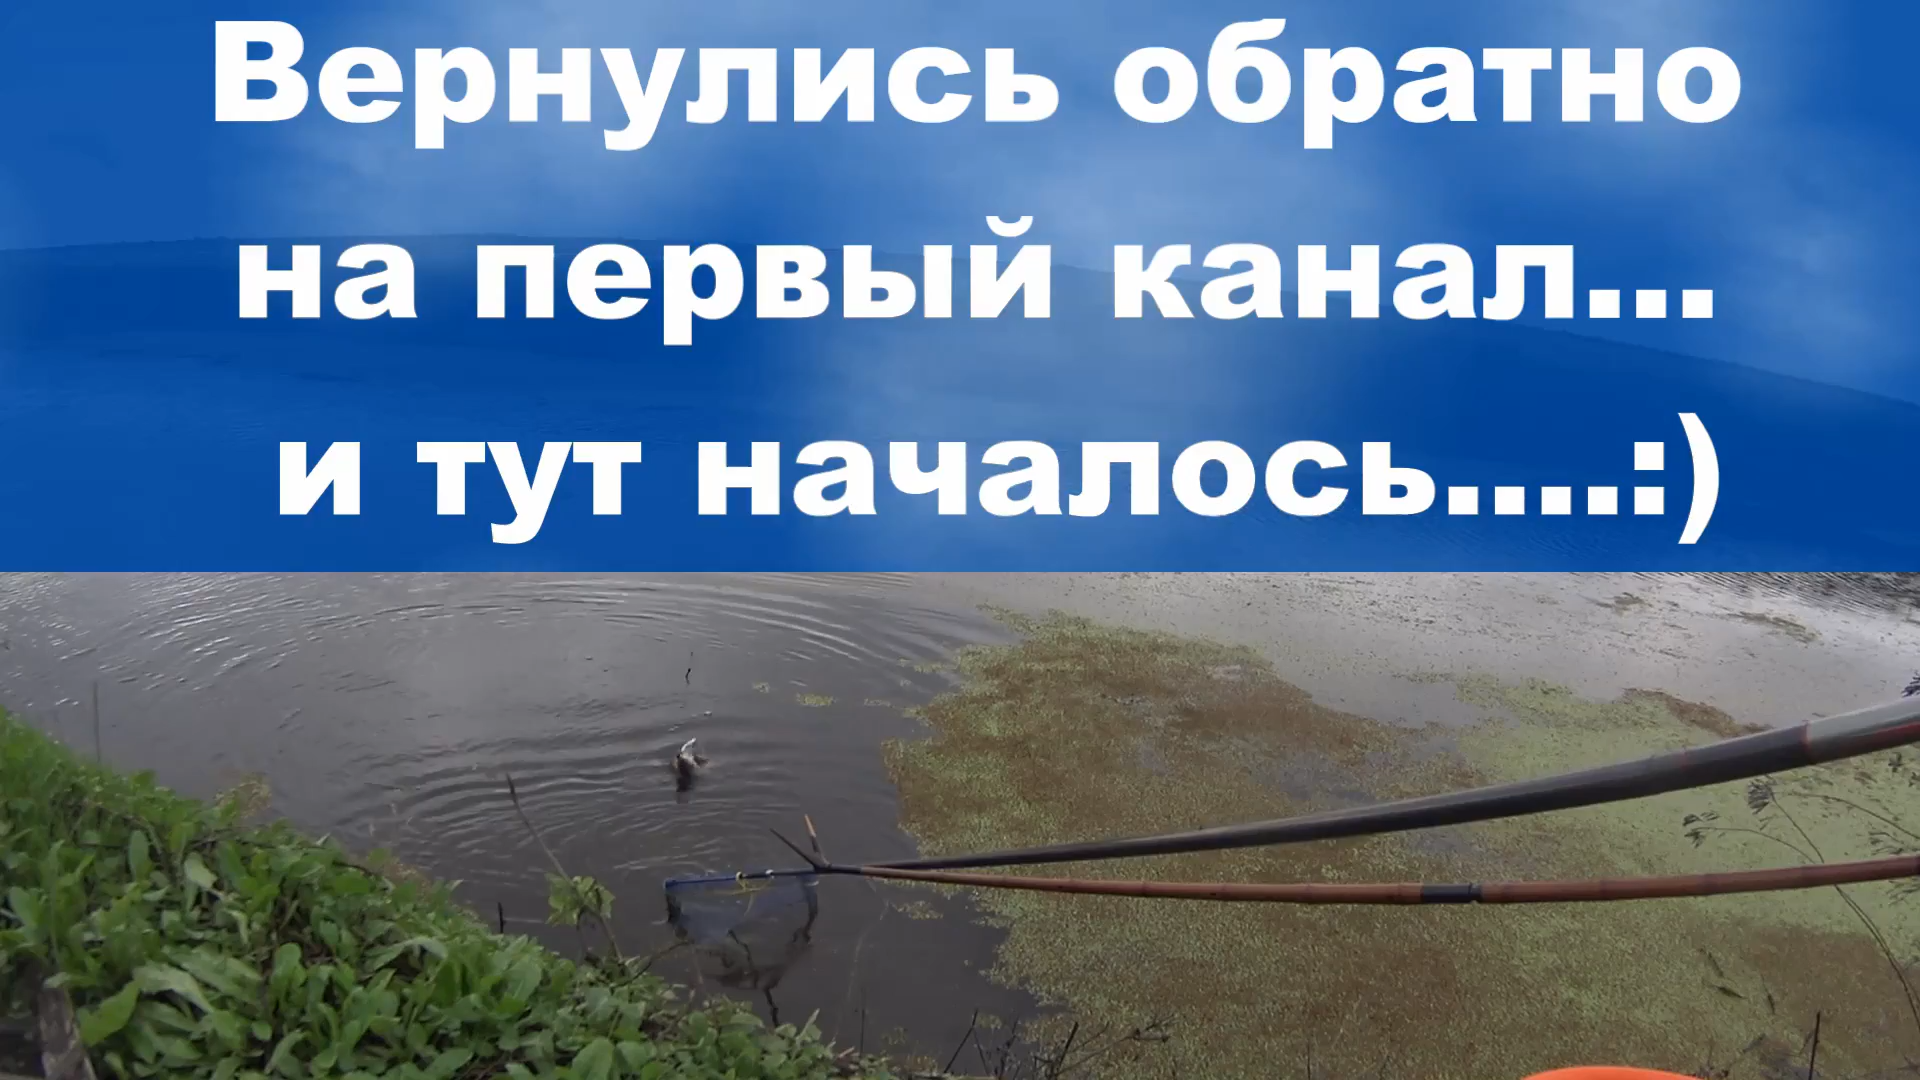 Вернулись обратно
на первый канал...
и тут началось....:)